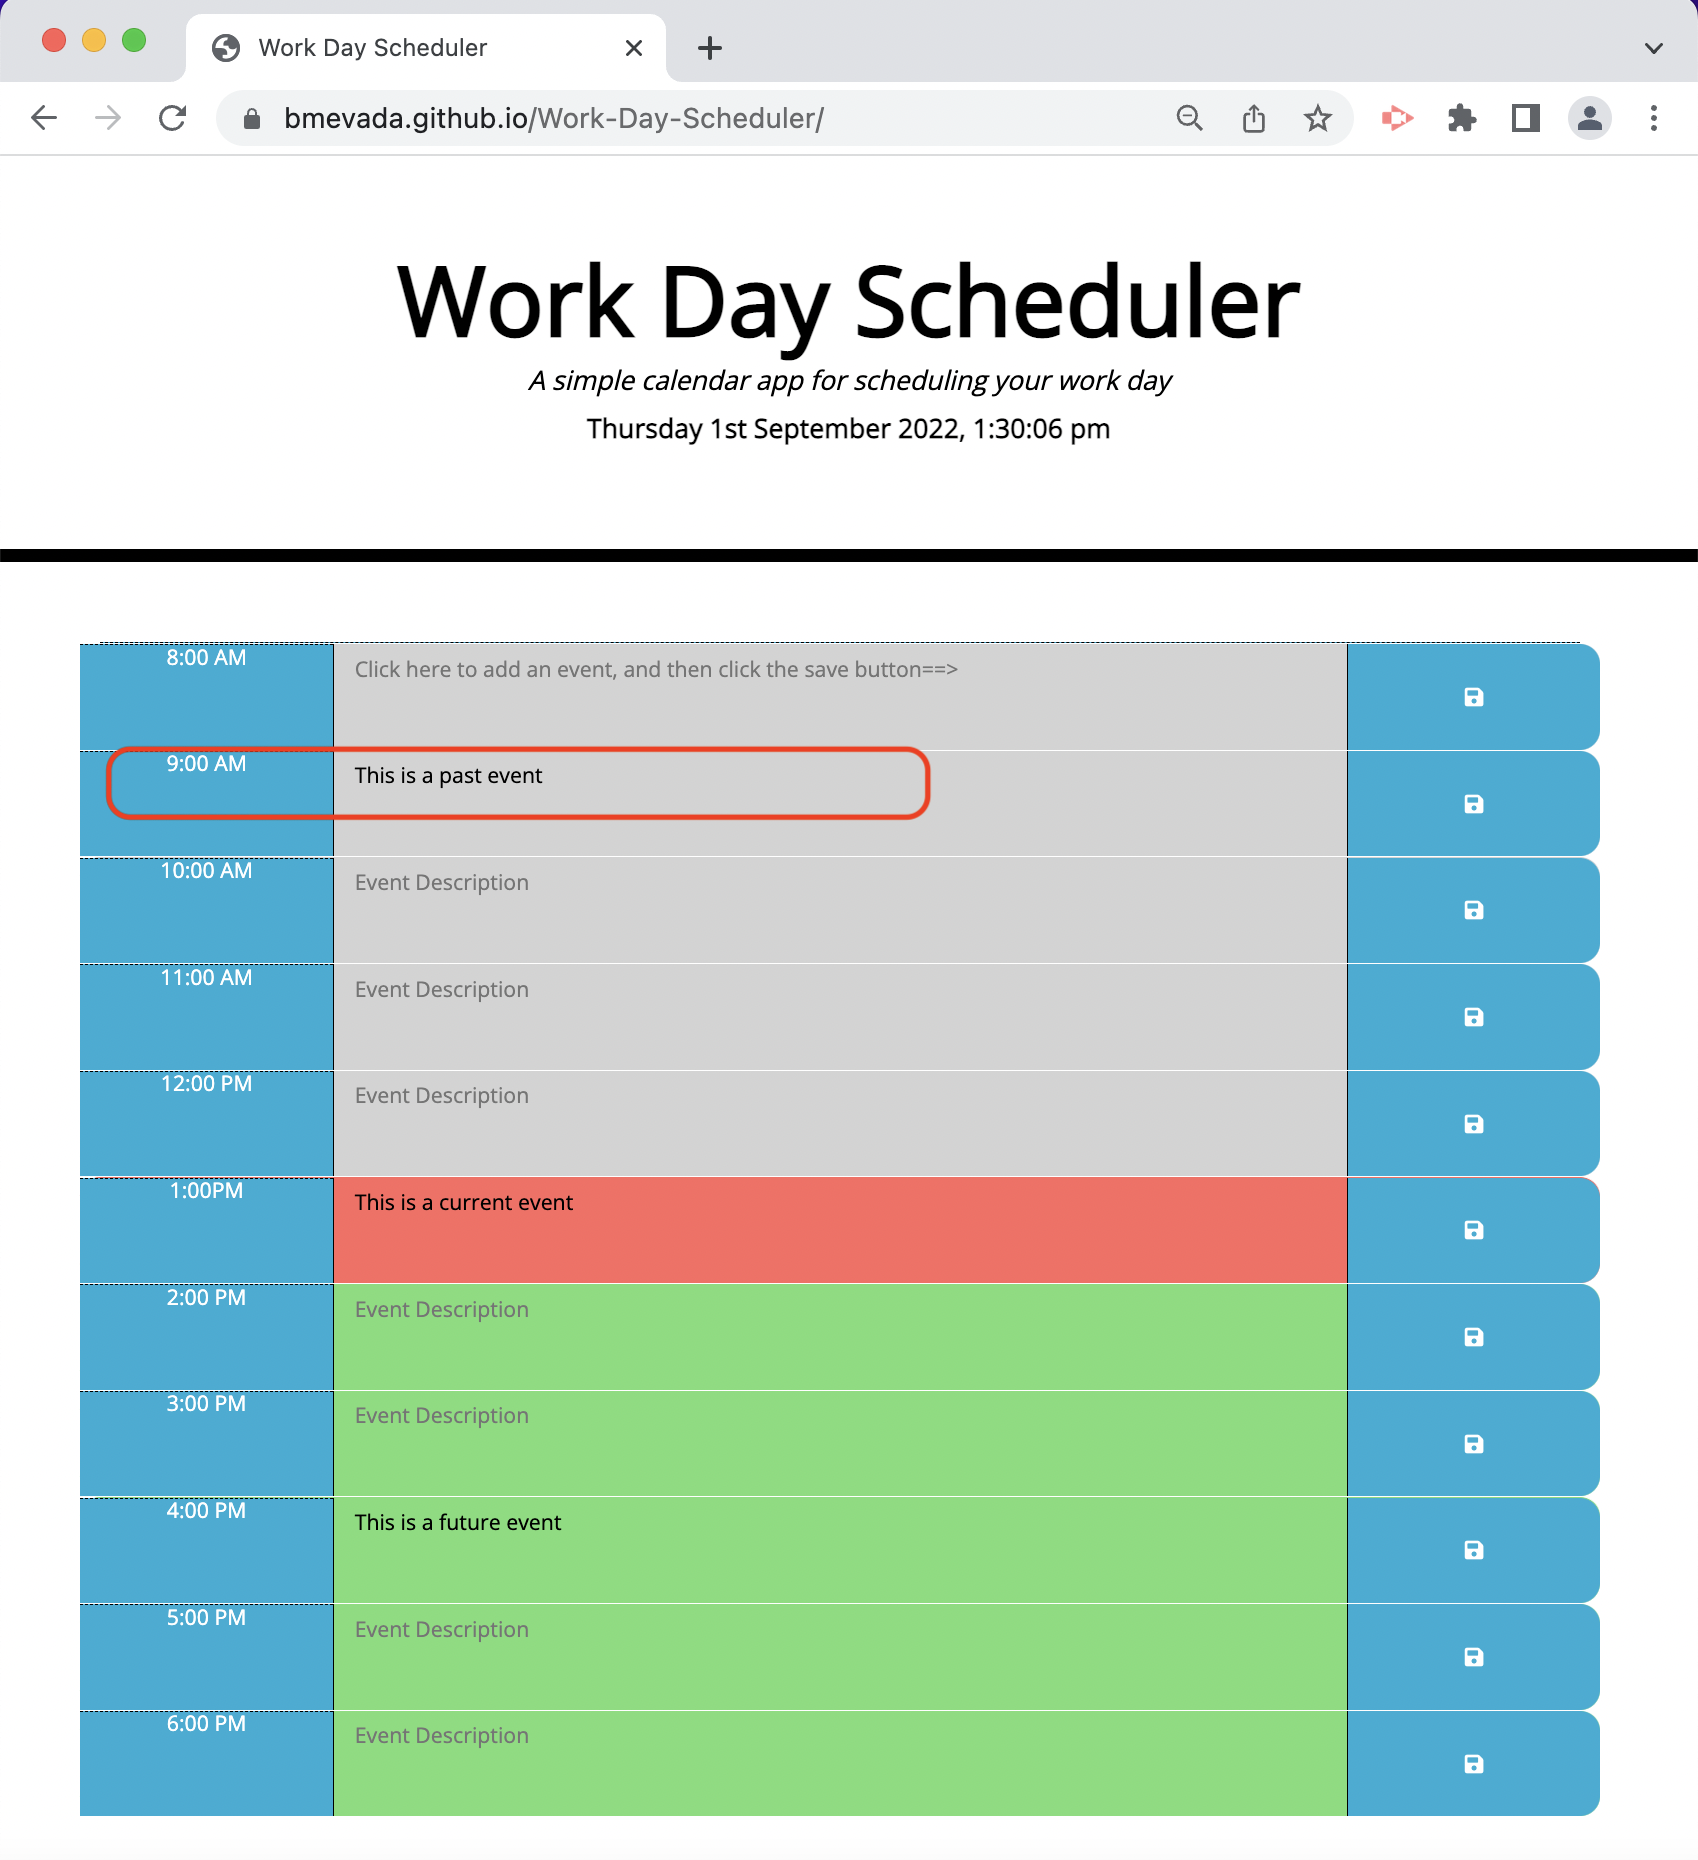 Work Day Scheduler
bmevada.github.io/Work-Day-Scheduler/
Work Day Scheduler
A simple calendar app for scheduling your work day
Thursday 1st September 2022, 1:30:06 pm
8:00 AM
Click here to add an event, and then click the save button==>
9:00 AM
This is a past event
10:00 AM
Event Description
11:00 AM
Event Description
12:00 PM
Event Description
1:00PM
This is a current event
2:00 PM
Event Description
3:00 PM
Event Description
4:00 PM
This is a future event
5:00 PM
Event Description
6:00 PM
Event Description